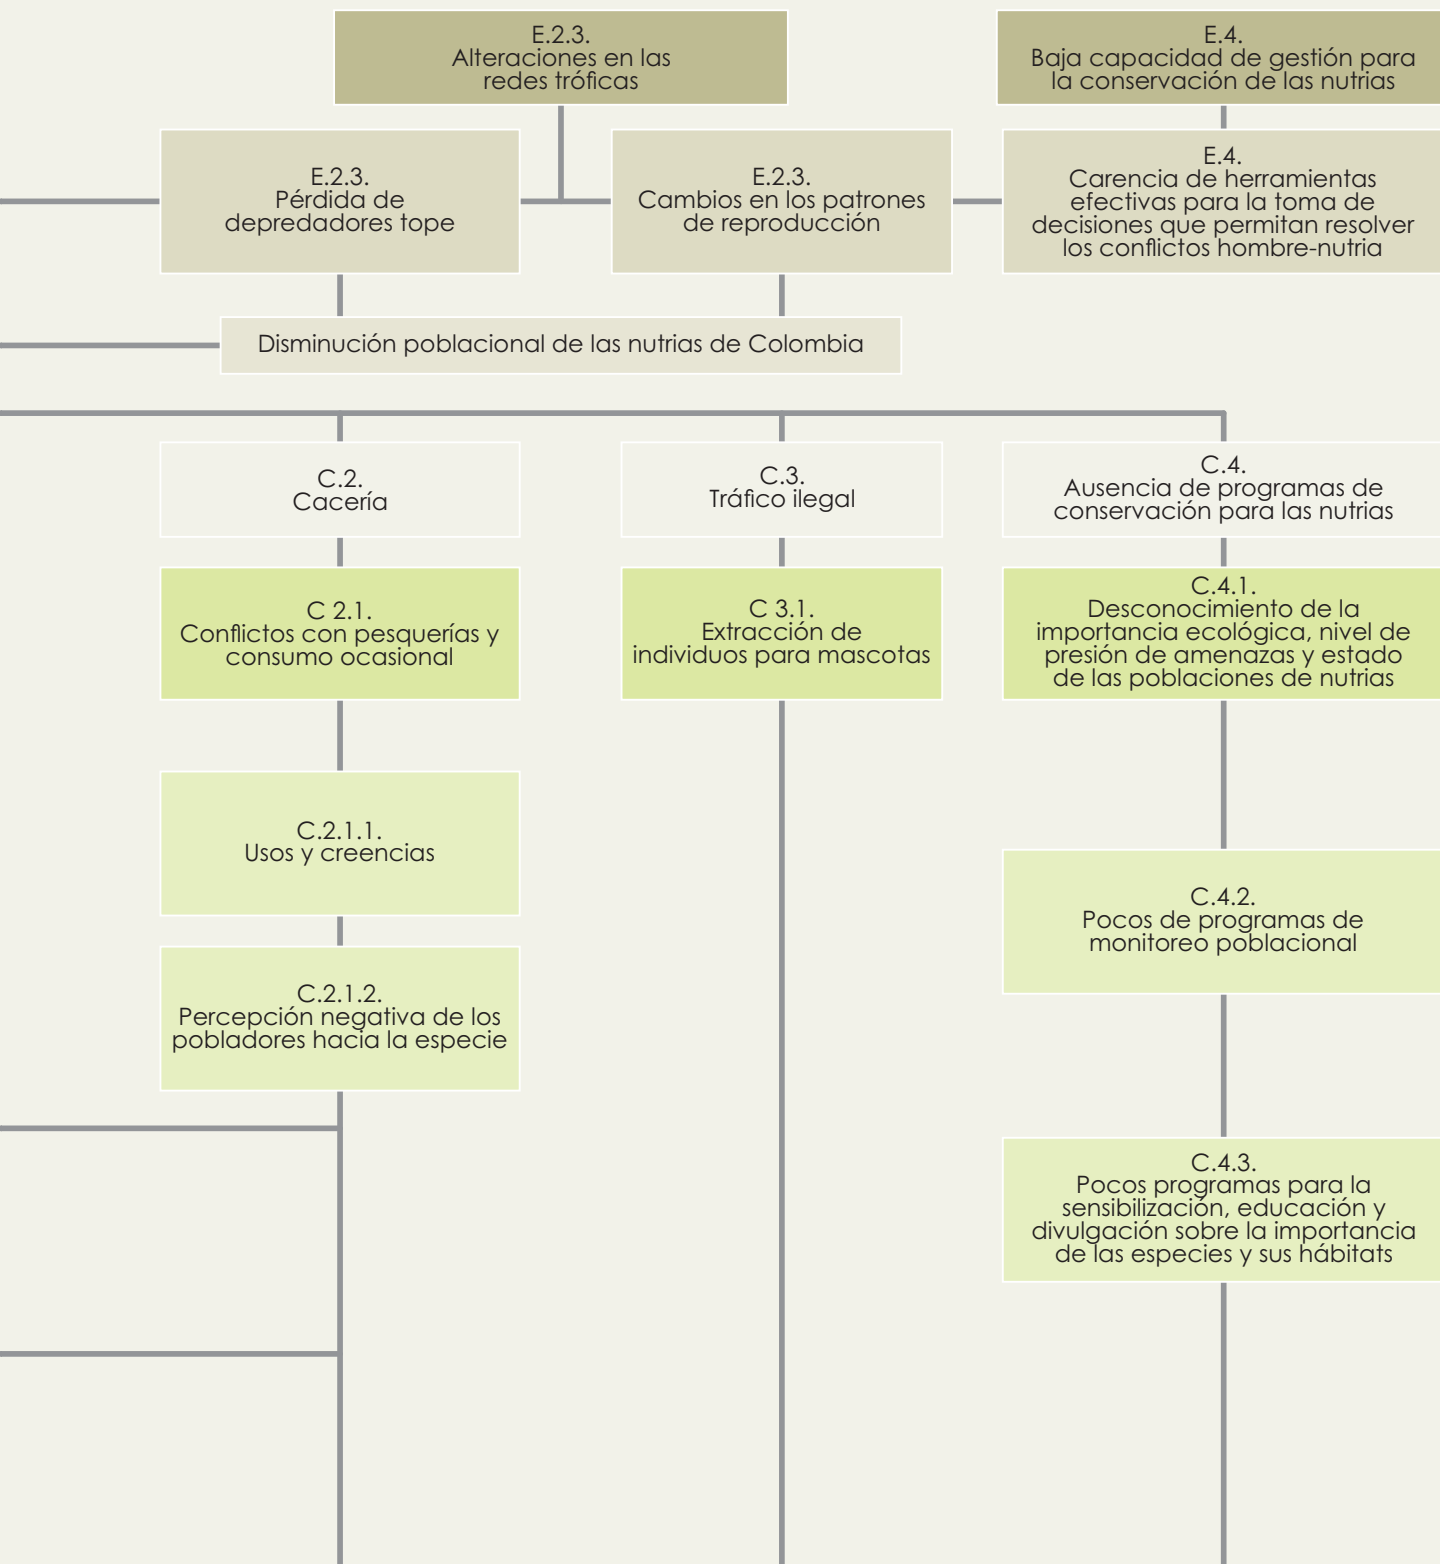 E.2.3.
Alteraciones en las
redes tróficas
E.4.
Baja capacidad de gestión para
la conservación de las nutrias
E.2.3.
Pérdida de
depredadores tope
E.2.3.
Cambios en los patrones
de reproducción
E.4.
Carencia de herramientas
efectivas para la toma de
decisiones que permitan resolver
los conflictos hombre-nutria
Disminución poblacional de las nutrias de Colombia
C.2.
Cacería
C.3.
Tráfico ilegal
C.4.
Ausencia de programas de
conservación para las nutrias
C 2.1.
Conflictos con pesquerías y
consumo ocasional
C 3.1.
Extracción de
individuos para mascotas
C.4.1.
Desconocimiento de la
importancia ecológica, nivel de
presión de amenazas y estado
de las poblaciones de nutrias
C.2.1.1.
Usos y creencias
C.4.2.
Pocos de programas de
monitoreo poblacional
C.2.1.2.
Percepción negativa de los
pobladores hacia la especie
C.4.3.
Pocos programas para la
sensibilización, educación y
divulgación sobre la importancia
de las especies y sus hábitats